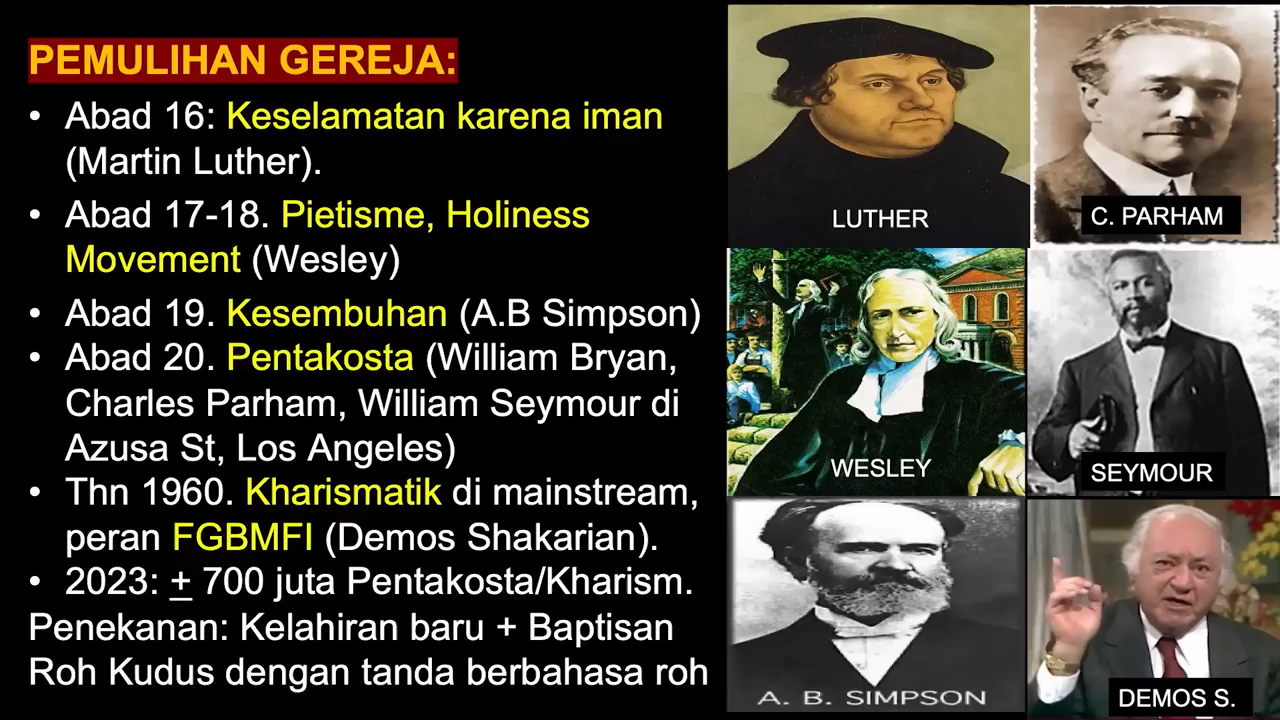 PEMULIHAN GEREJA:
• Abad 16: Keselamatan karena iman
(Martin Luther).
• Abad 17-18. Pietisme, Holiness
Movement (Wesley)
• Abad 19. Kesembuhan (A.B Simpson)
• Abad 20. Pentakosta (William Bryan,
Charles Parham, William Seymour di
Azusa St, Los Angeles)
• Thn 1960. Kharismatik di mainstream,
peran FGBMFI (Demos Shakarian).
• 2023: + 700 juta Pentakosta/Kharism.
Penekanan: Kelahiran baru + Baptisan
Roh Kudus dengan tanda berbahasa roh
LUTHER
C. PARHAM
WESLEY
SEYMOUR
A. B. SIMPSON
DEMOS S.